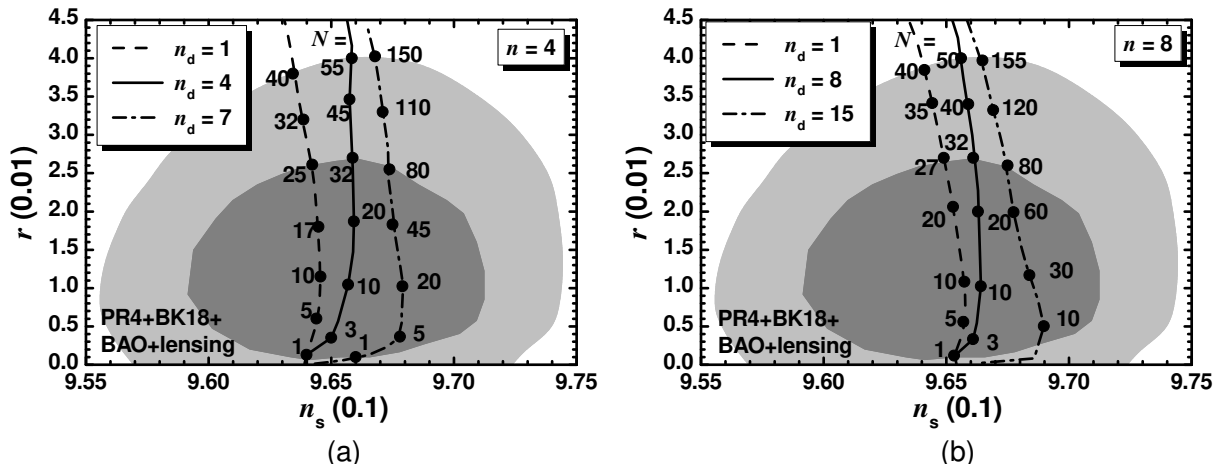 4.5
4.0
3.5
3.0
2.5
2.0
1.5
1.0
0.5
0.0
r (0.01)
n_d = 1
n_d = 4
n_d = 7
N =
n = 4
40
32
25
17
10
5
1
55
45
32
20
10
3
150
110
80
45
20
5
1
PR4+BK18+
BAO+lensing
9.55 9.60 9.65 9.70 9.75
n_s (0.1)
(a)
4.5
4.0
3.5
3.0
2.5
2.0
1.5
1.0
0.5
0.0
r (0.01)
n_d = 1
n_d = 8
n_d = 15
N =
n = 8
40
35
27
20
10
5
1
50
40
32
20
10
3
155
120
80
60
30
10
PR4+BK18+
BAO+lensing
9.55 9.60 9.65 9.70 9.75
n_s (0.1)
(b)